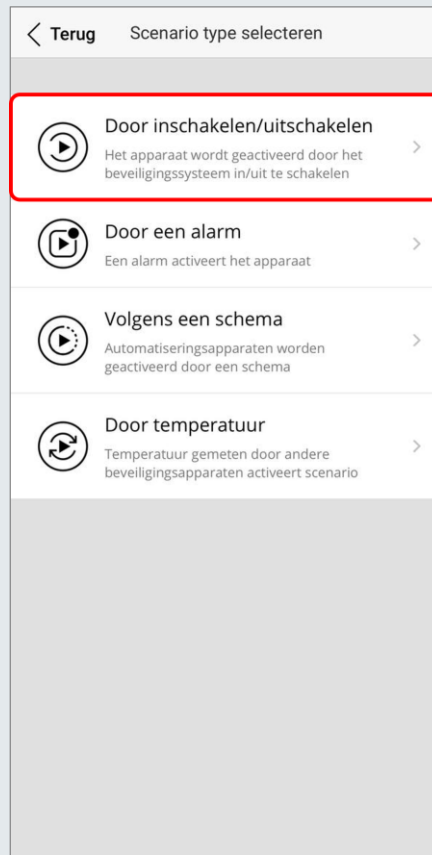 Terug Scenario type selecteren
Door inschakelen/uitschakelen
Het apparaat wordt geactiveerd door het
beveiligingssysteem in/uit te schakelen
Door een alarm
Een alarm activeert het apparaat
Volgens een schema
Automatiseringsapparaten worden
geactiveerd door een schema
Door temperatuur
Temperatuur gemeten door andere
beveiligingsapparaten activeert scenario